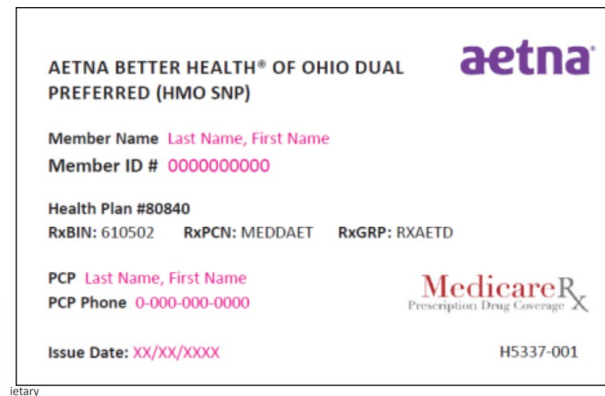 aetna®
AETNA BETTER HEALTH® OF OHIO DUAL
PREFERRED (HMO SNP)
Member Name Last Name, First Name
Member ID # 0000000000
Health Plan #80840
RxBIN: 610502 RxPCN: MEDDAET RxGRP: RXAETD
PCP Last Name, First Name
PCP Phone 0-000-000-0000
MedicareRx
Prescription Drug Coverage X
Issue Date: XX/XX/XXXX H5337-001
ietary